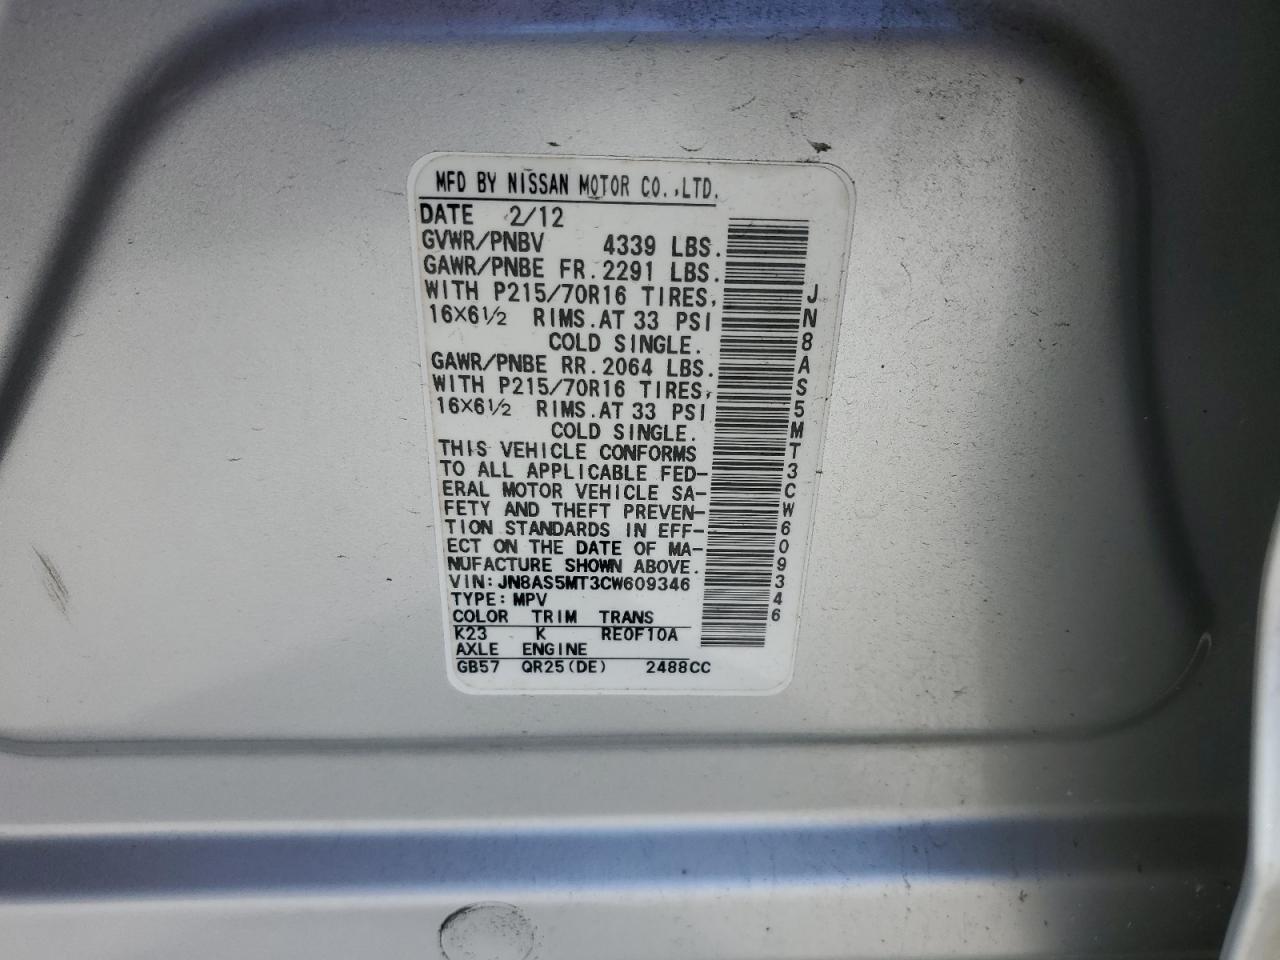 MFD BY NISSAN MOTOR CO.,LTD.
DATE 2/12
GVWR/PNBV 4339 LBS.
GAWR/PNBE FR.2291 LBS.
WITH P215/70R16 TIRES,
16X6½ RIMS.AT 33 PSI
COLD SINGLE.
GAWR/PNBE RR.2064 LBS.
WITH P215/70R16 TIRES,
16X6½ RIMS.AT 33 PSI
COLD SINGLE.
THIS VEHICLE CONFORMS
TO ALL APPLICABLE FED-
ERAL MOTOR VEHICLE SA-
FETY AND THEFT PREVEN-
TION STANDARDS IN EFF-
ECT ON THE DATE OF MA-
NUFACTURE SHOWN ABOVE.
VIN:JN8AS5MT3CW609346
TYPE:MPV
COLOR TRIM TRANS
K23 K RE0F10A
AXLE ENGINE
GB57 QR25(DE) 2488CC
JN8AS5MT3CW609346